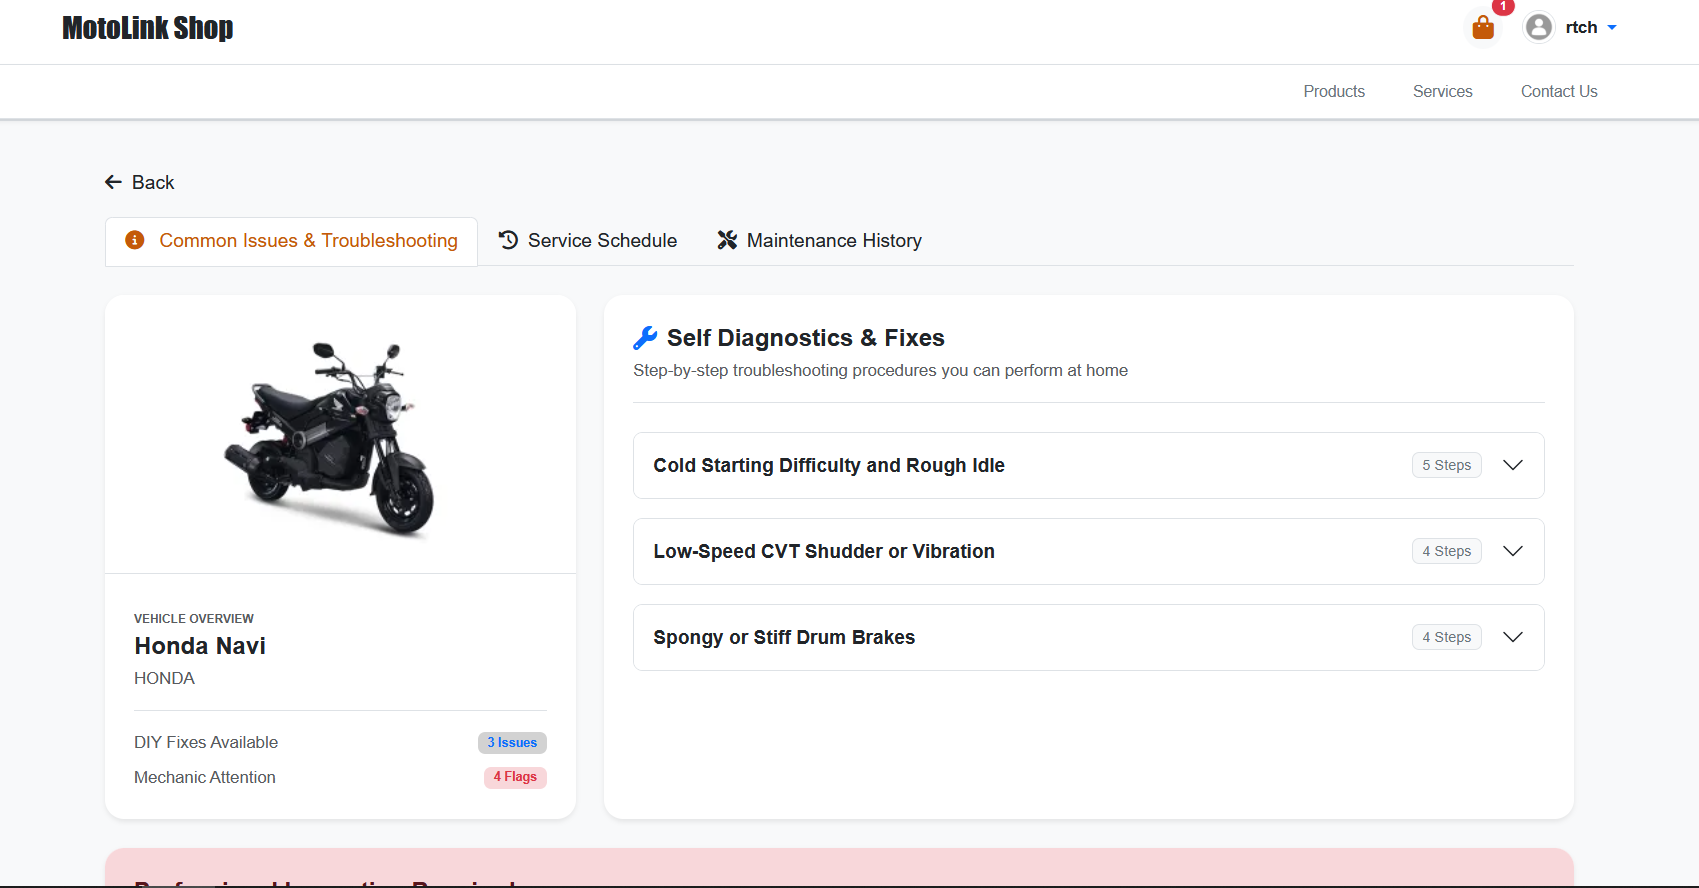 MotoLink Shop
1
rtch
Products
Services
Contact Us
Back
Common Issues & Troubleshooting
Service Schedule
Maintenance History
Self Diagnostics & Fixes
Step-by-step troubleshooting procedures you can perform at home
Cold Starting Difficulty and Rough Idle
5 Steps
Low-Speed CVT Shudder or Vibration
4 Steps
Spongy or Stiff Drum Brakes
4 Steps
VEHICLE OVERVIEW
Honda Navi
HONDA
DIY Fixes Available
3 Issues
Mechanic Attention
4 Flags